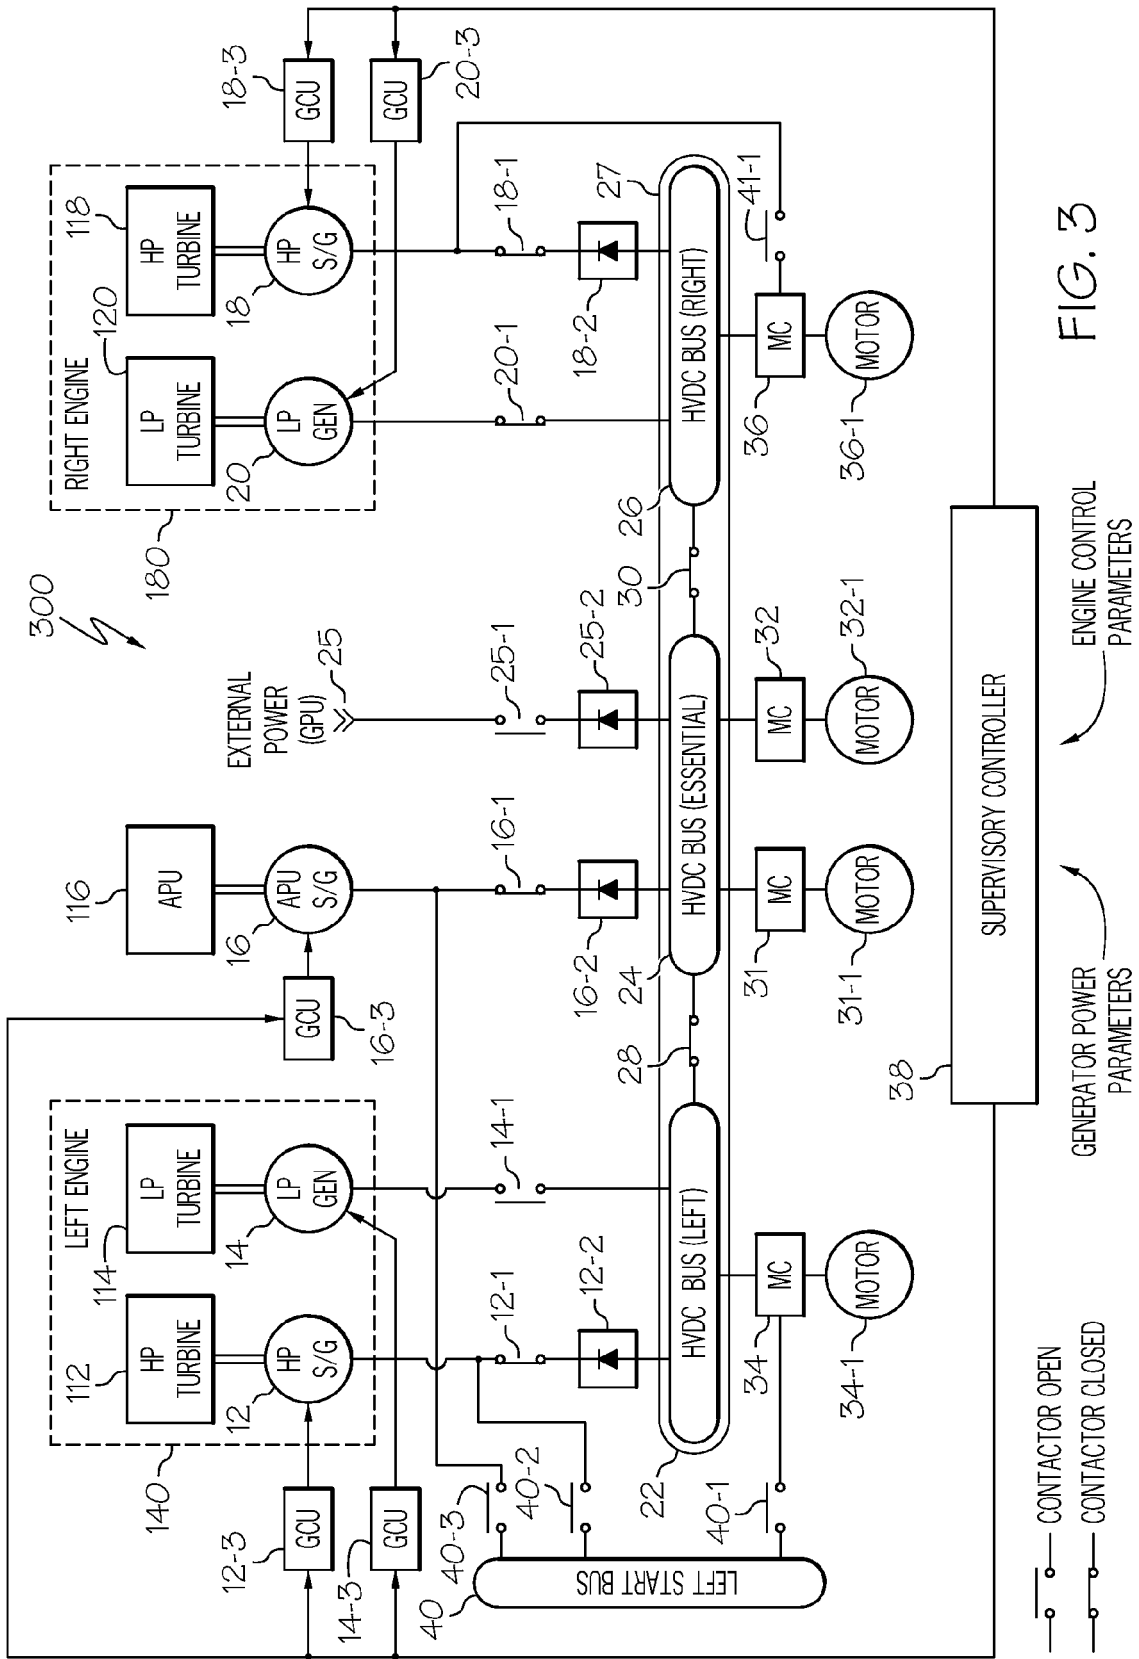 300
140
LEFT ENGINE
112
HP
TURBINE
114
LP
TURBINE
12
HP
S/G
14
LP
GEN
12-3
GCU
14-3
GCU
116
APU
16
APU
S/G
GCU
16-3
EXTERNAL
POWER
(GPU)
25
180
RIGHT ENGINE
120
LP
TURBINE
118
HP
TURBINE
20
LP
GEN
18
HP
S/G
18-3
GCU
20-3
GCU
40-3
40-2
40-1
40
LEFT START BUS
12-1
14-1
16-1
25-1
20-1
18-1
12-2
16-2
25-2
18-2
22
HVDC BUS (LEFT)
28
24
HVDC BUS (ESSENTIAL)
30
26
HVDC BUS (RIGHT)
27
41-1
34
MC
31
MC
32
MC
36
MC
34-1
MOTOR
31-1
MOTOR
32-1
MOTOR
36-1
MOTOR
38
SUPERVISORY CONTROLLER
GENERATOR POWER
PARAMETERS
ENGINE CONTROL
PARAMETERS
CONTACTOR OPEN
CONTACTOR CLOSED
FIG. 3